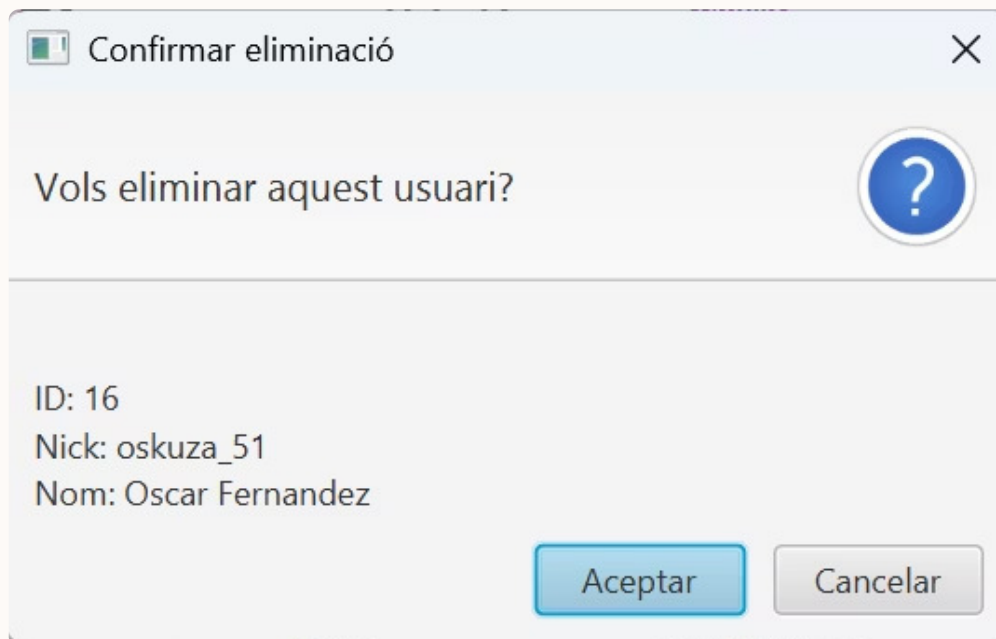 Confirmar eliminació
Vols eliminar aquest usuari?
?
ID: 16
Nick: oskuza_51
Nom: Oscar Fernandez
Aceptar Cancelar